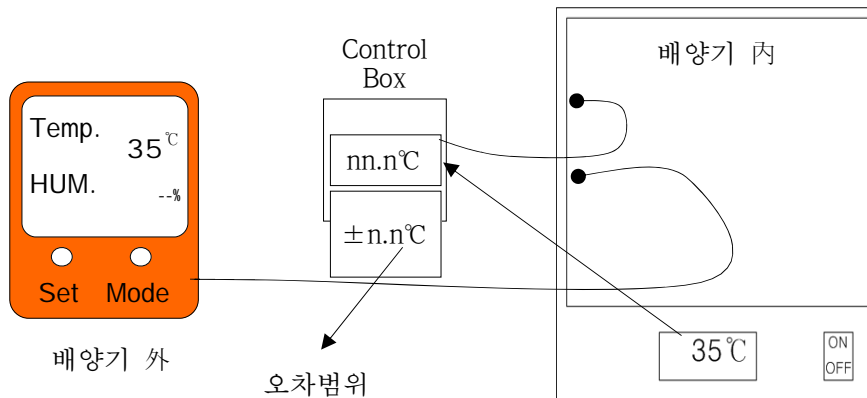 Control
Box
배양기 內
Temp.
35℃
HUM.
--%
nn.n℃
±n.n℃
Set Mode
배양기 外
오차범위
35℃
ON
OFF